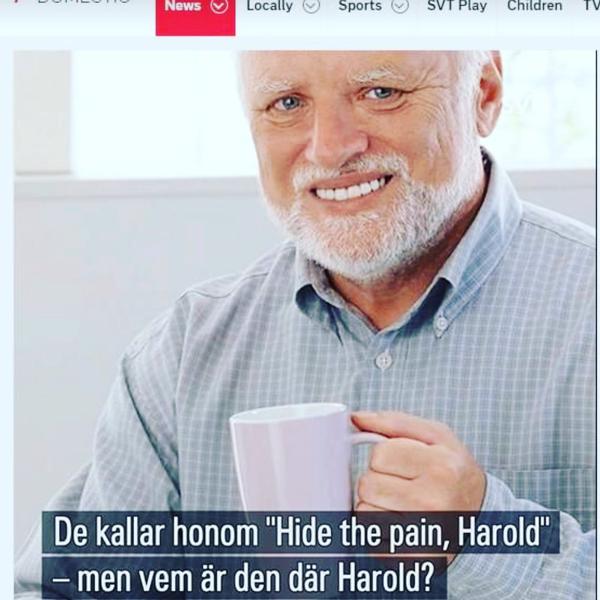 News Locally Sports SVT Play Children TV
De kallar honom "Hide the pain, Harold"
– men vem är den där Harold?